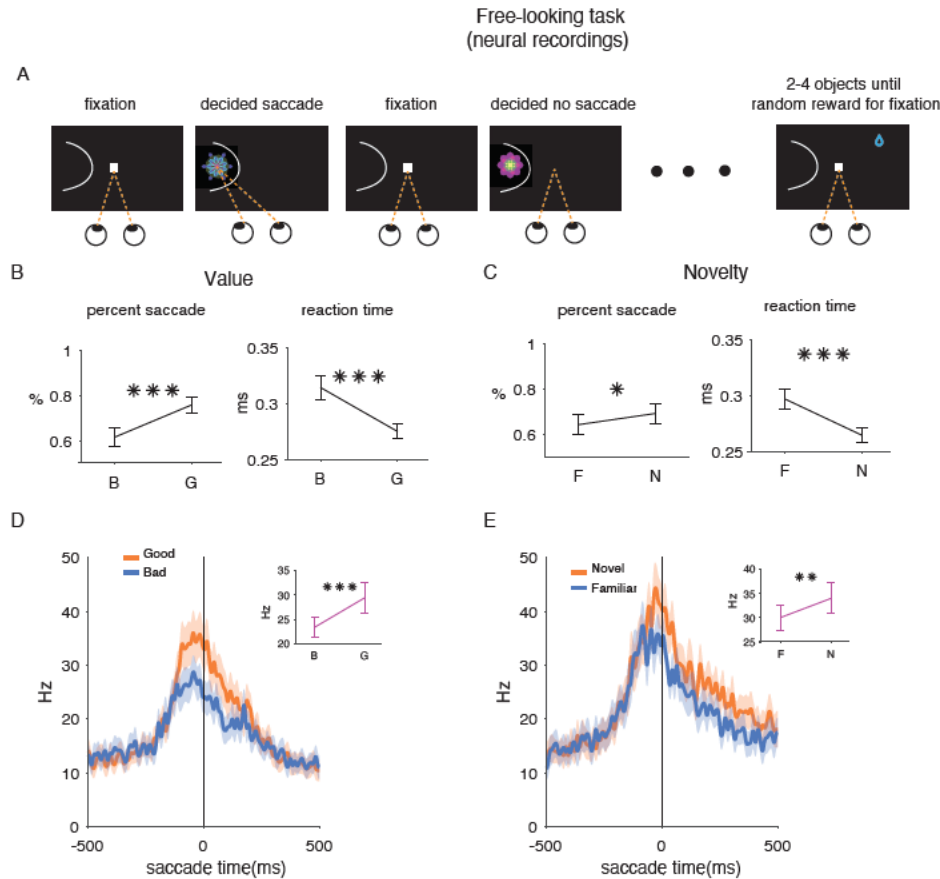 Free-looking task
(neural recordings)
A
fixation
decided saccade
fixation
decided no saccade
2-4 objects until
random reward for fixation
B
Value
percent saccade
reaction time
1
0.8
0.6
%
***
B
G
0.35
0.3
0.25
ms
***
B
G
C
Novelty
percent saccade
reaction time
1
0.8
0.6
%
*
F
N
0.35
0.3
0.25
ms
***
F
N
D
Good
Bad
50
40
30
20
10
0
Hz
-500
0
500
saccade time(ms)
35
30
25
20
Hz
***
B
G
E
Novel
Familiar
50
40
30
20
10
0
Hz
-500
0
500
saccade time(ms)
40
35
30
25
Hz
**
F
N